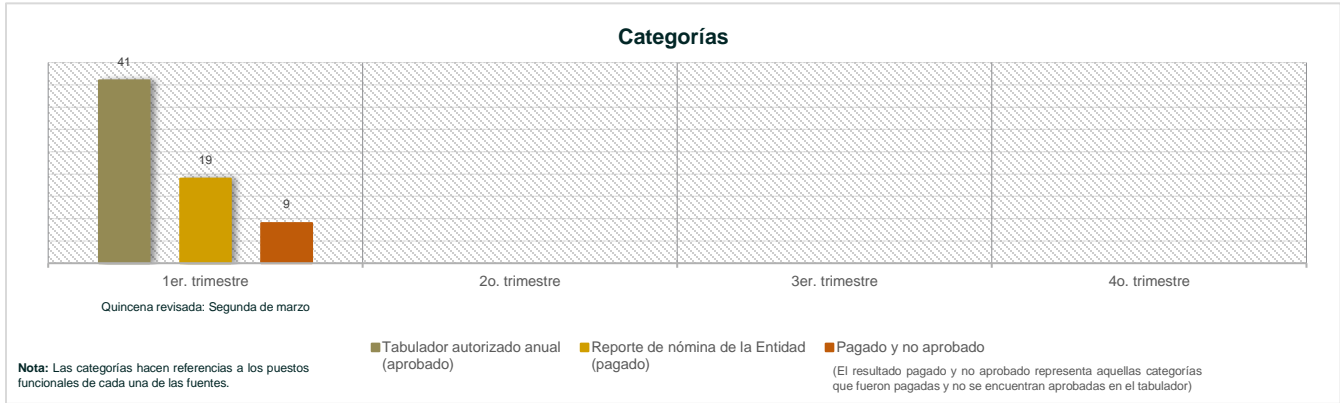 Categorías
41
19
9
1er. trimestre
2o. trimestre
3er. trimestre
4o. trimestre
Quincena revisada: Segunda de marzo
Tabulador autorizado anual
(aprobado)
Reporte de nómina de la Entidad
(pagado)
Pagado y no aprobado
(El resultado pagado y no aprobado representa aquellas categorías
que fueron pagadas y no se encuentran aprobadas en el tabulador)
Nota: Las categorías hacen referencias a los puestos
funcionales de cada una de las fuentes.